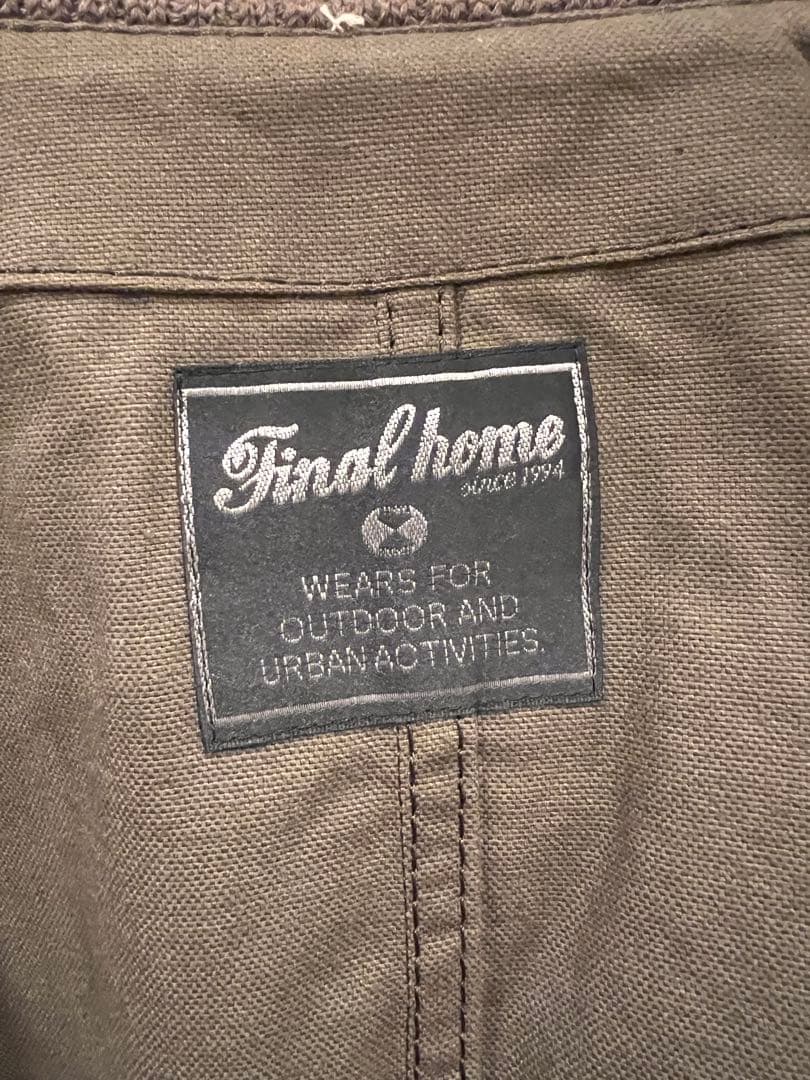 Final home
since 1994
WEARS FOR
OUTDOOR AND
URBAN ACTIVITIES.